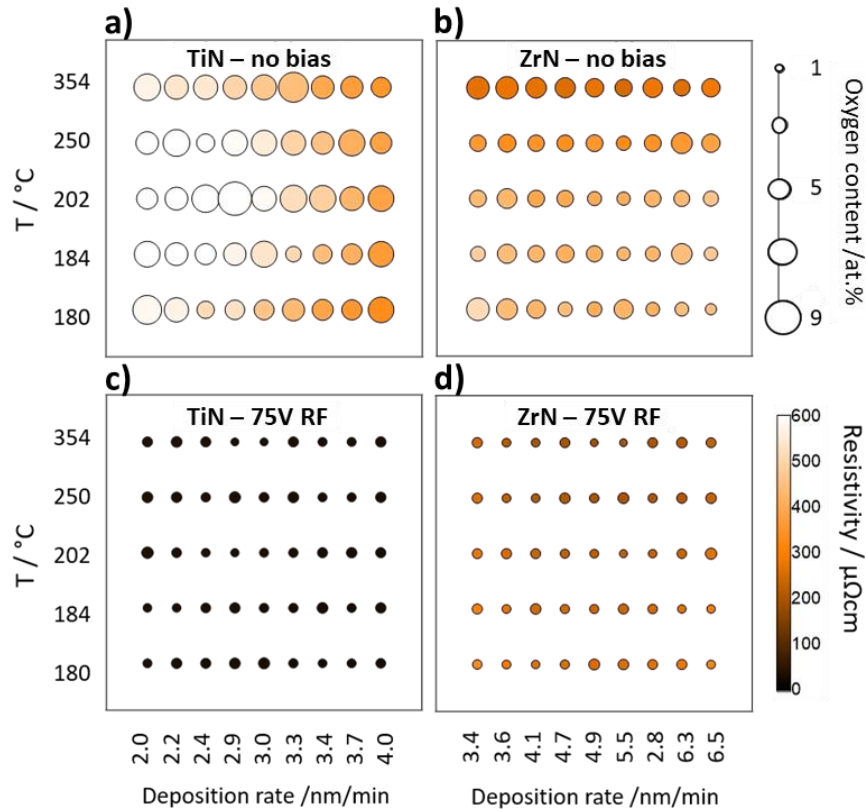 a)
TiN – no bias
b)
ZrN – no bias
354
250
202
184
180
T / °C
1
5
9
Oxygen content /at.%
c)
TiN – 75V RF
d)
ZrN – 75V RF
354
250
202
184
180
T / °C
600
500
400
300
200
100
0
Resistivity / μΩcm
2.0 2.2 2.4 2.9 3.0 3.3 3.4 3.7 4.0
3.4 3.6 4.1 4.7 4.9 5.5 2.8 6.3 6.5
Deposition rate /nm/min
Deposition rate /nm/min